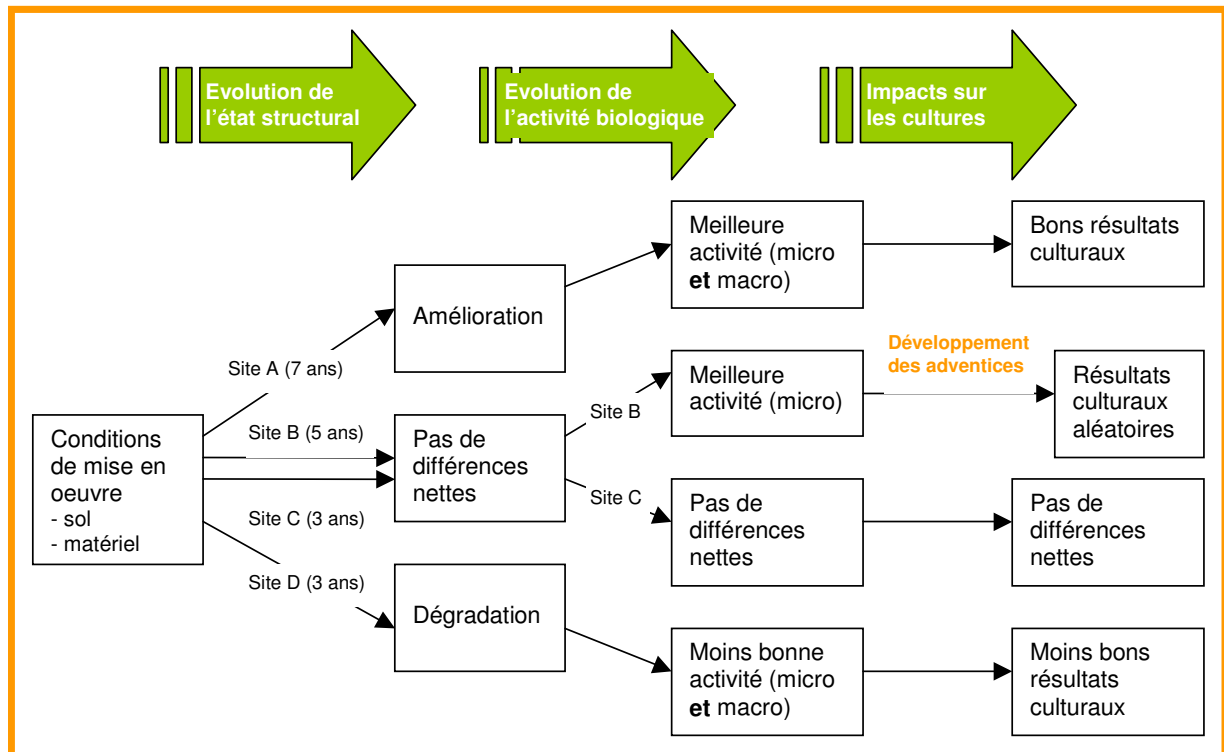 Evolution de
l'état structural
Evolution de
l'activité biologique
Impacts sur
les cultures
Conditions
de mise en
oeuvre
- sol
- matériel
Site A (7 ans)
Site B (5 ans)
Site C (3 ans)
Site D (3 ans)
Amélioration
Pas de
différences
nettes
Dégradation
Site B
Site C
Meilleure
activité (micro
et macro)
Meilleure
activité (micro)
Pas de
différences
nettes
Moins bonne
activité (micro
et macro)
Développement
des adventices
Bons résultats
culturaux
Résultats
culturaux
aléatoires
Pas de
différences
nettes
Moins bons
résultats
culturaux